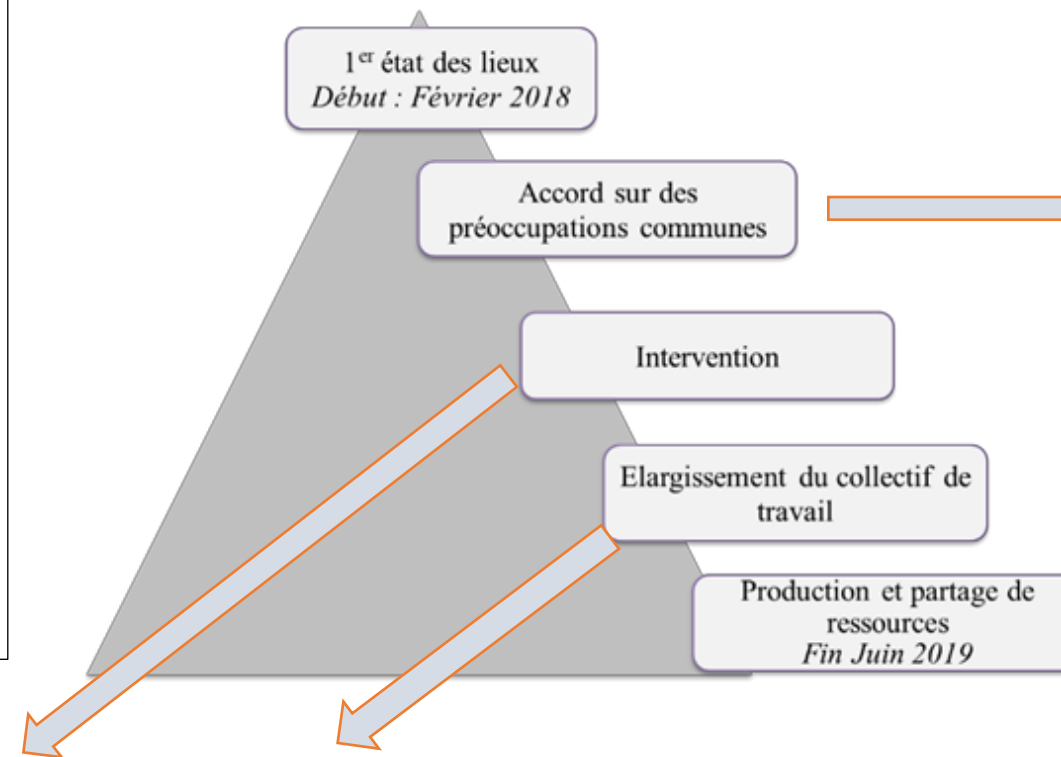 1er état des lieux
Début : Février 2018
Accord sur des
préoccupations communes
Intervention
Elargissement du collectif de
travail
Production et partage de
ressources
Fin Juin 2019